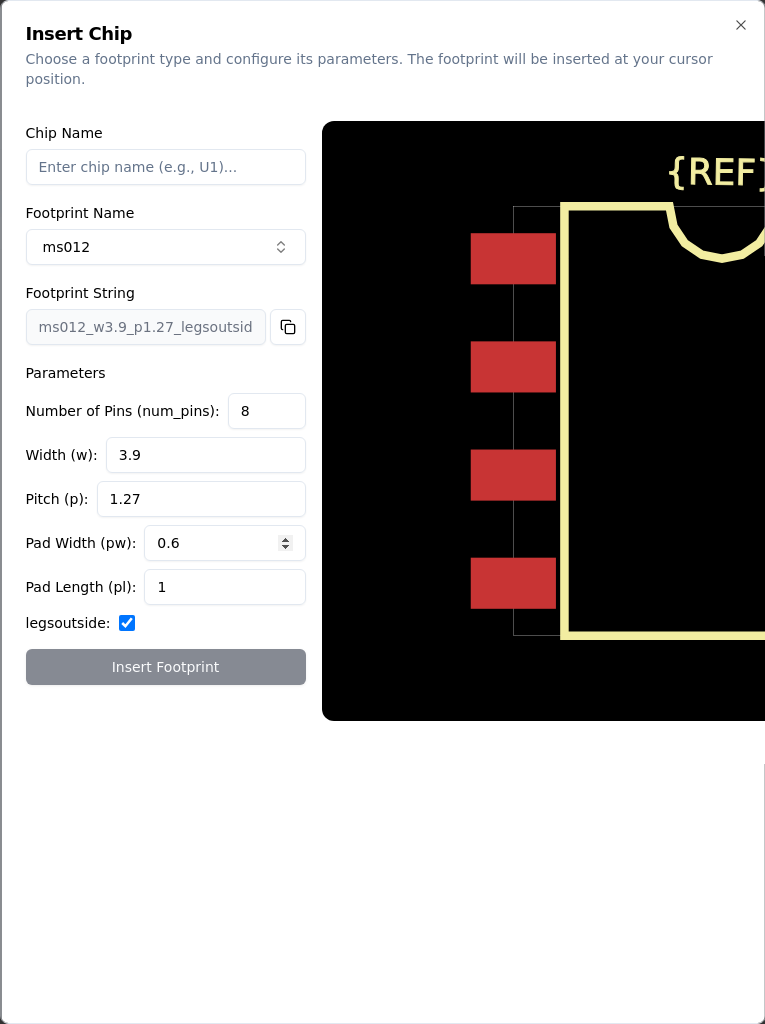 Insert Chip
Choose a footprint type and configure its parameters. The footprint will be inserted at your cursor
position.
Chip Name
Enter chip name (e.g., U1)...
Footprint Name
ms012
Footprint String
ms012_w3.9_p1.27_legsoutsid
Parameters
Number of Pins (num_pins): 8
Width (w): 3.9
Pitch (p): 1.27
Pad Width (pw): 0.6
Pad Length (pl): 1
legsoutside:
Insert Footprint
{REF}